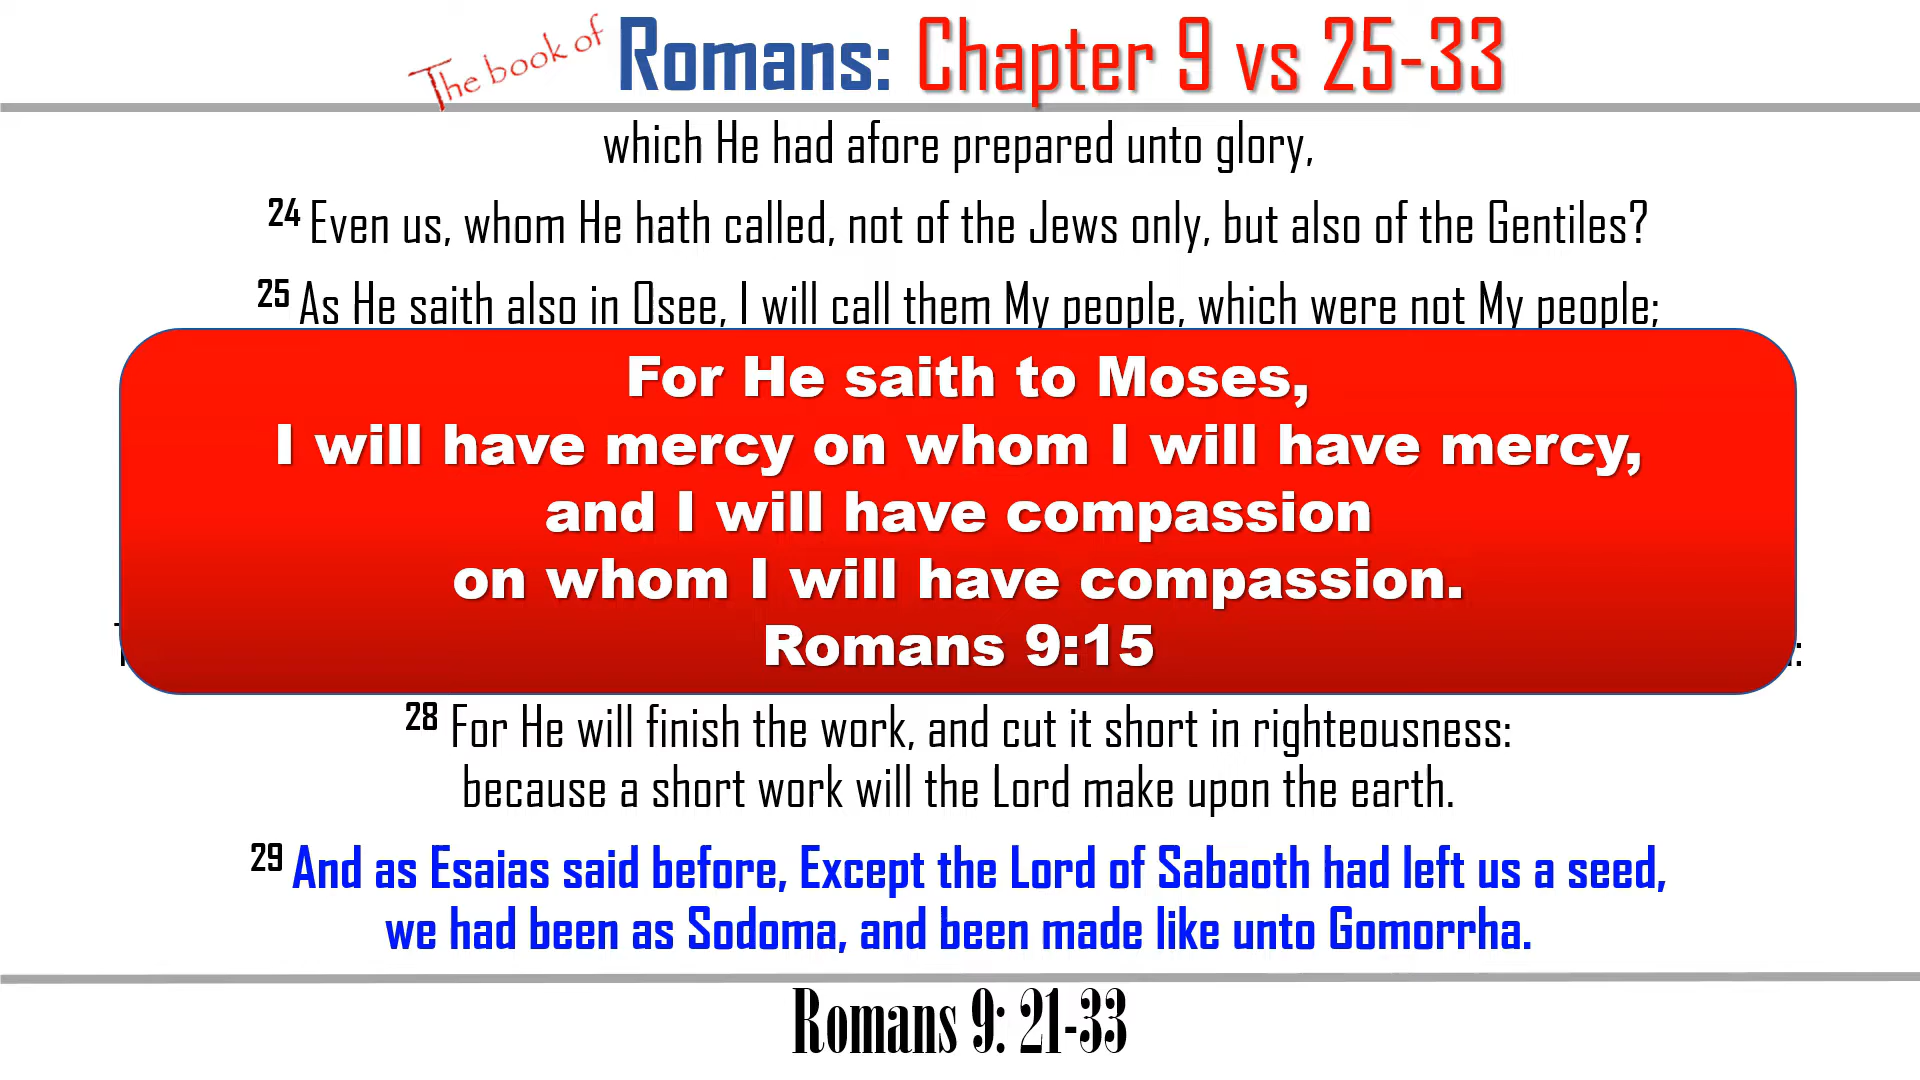 The book of Romans: Chapter 9 vs 25-33
which He had afore prepared unto glory,
24 Even us, whom He hath called, not of the Jews only, but also of the Gentiles?
25 As He saith also in Osee, I will call them My people, which were not My people;
For He saith to Moses,
I will have mercy on whom I will have mercy,
and I will have compassion
on whom I will have compassion.
Romans 9:15
28 For He will finish the work, and cut it short in righteousness:
because a short work will the Lord make upon the earth.
29 And as Esaias said before, Except the Lord of Sabaoth had left us a seed,
we had been as Sodoma, and been made like unto Gomorrha.
Romans 9: 21-33